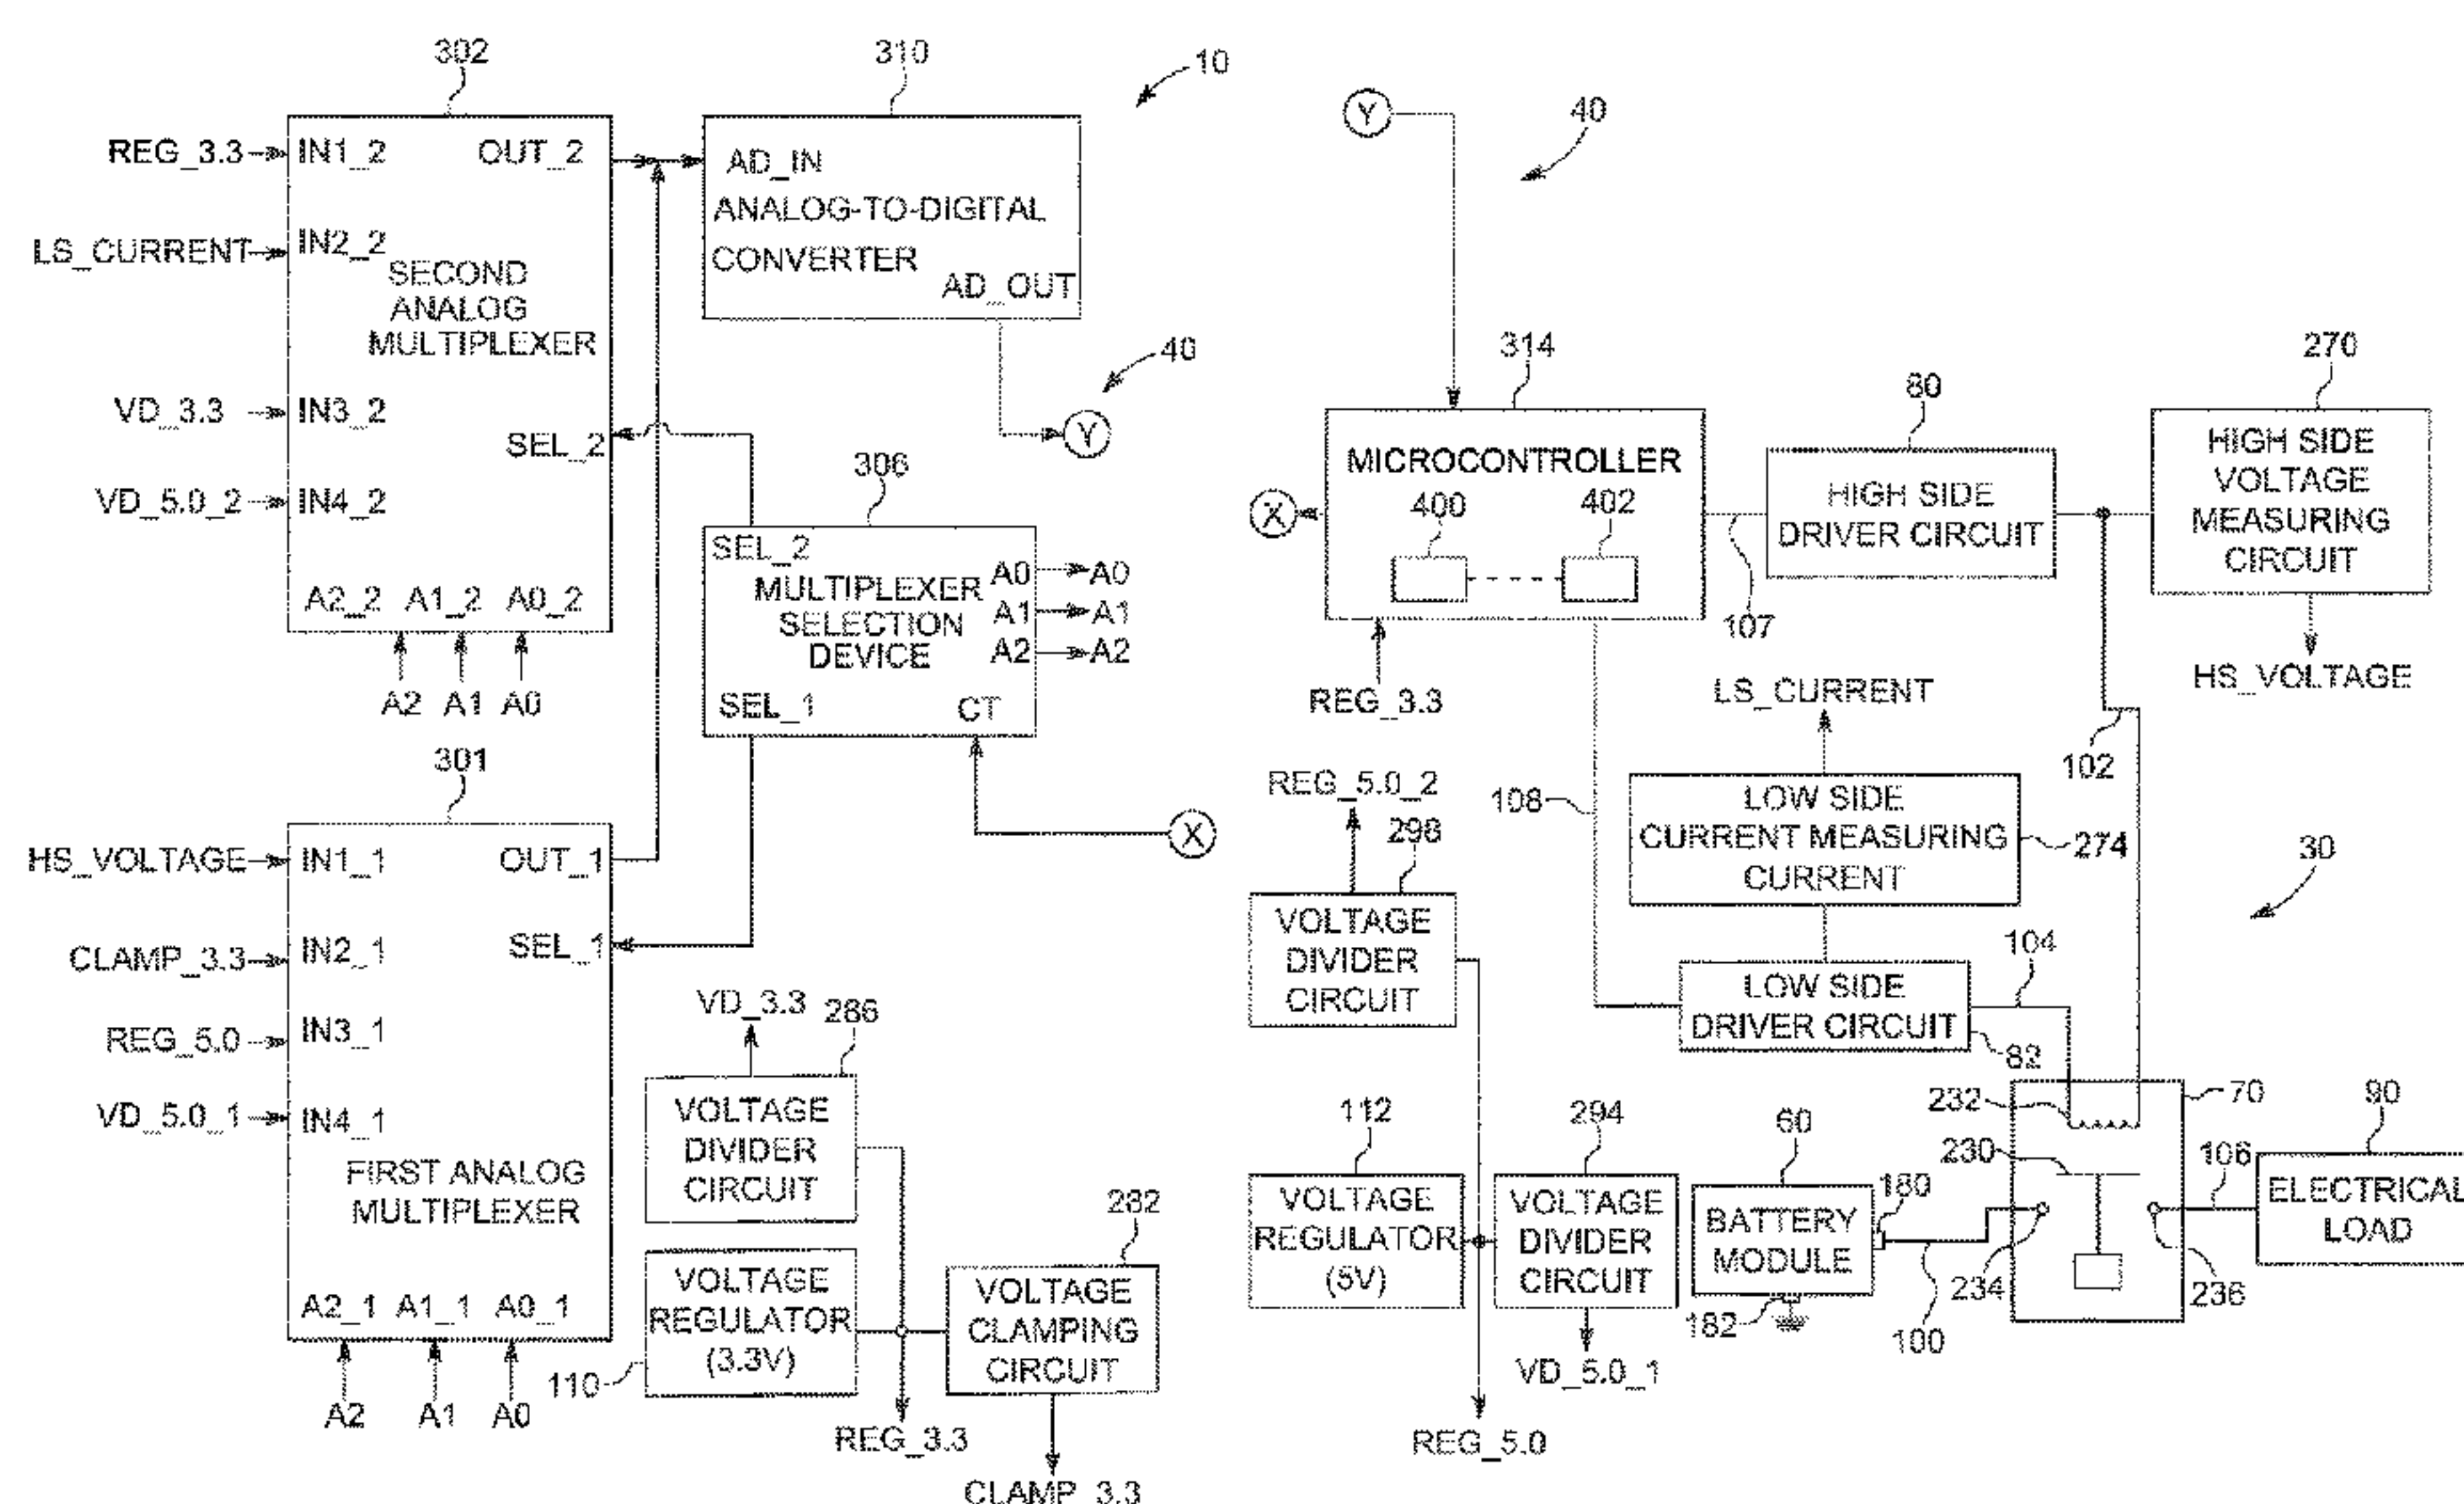 302
310
10
REG_3.3
IN1_2
OUT_2
LS_CURRENT
IN2_2
SECOND
ANALOG
MULTIPLEXER
VD_3.3
IN3_2
SEL_2
VD_5.0_2
IN4_2
A2_2 A1_2 A0_2
A2 A1 A0
AD_IN
ANALOG-TO-DIGITAL
CONVERTER
AD_OUT
40
Y
306
SEL_2
MULTIPLEXER
SELECTION
DEVICE
A0 A0
A1 A1
A2 A2
SEL_1
CT
X
301
HS_VOLTAGE
IN1_1
OUT_1
CLAMP_3.3
IN2_1
SEL_1
REG_5.0
IN3_1
VD_5.0_1
IN4_1
FIRST ANALOG
MULTIPLEXER
A2_1 A1_1 A0_1
A2 A1 A0
VD_3.3
286
VOLTAGE
DIVIDER
CIRCUIT
VOLTAGE
REGULATOR
(3.3V)
110
282
VOLTAGE
CLAMPING
CIRCUIT
REG_3.3
CLAMP_3.3
Y
40
314
MICROCONTROLLER
400
402
X
REG_3.3
80
HIGH SIDE
DRIVER CIRCUIT
107
270
HIGH SIDE
VOLTAGE
MEASURING
CIRCUIT
HS_VOLTAGE
102
LS_CURRENT
108
LOW SIDE
CURRENT MEASURING
CURRENT
274
30
REG_5.0_2
298
VOLTAGE
DIVIDER
CIRCUIT
LOW SIDE
DRIVER CIRCUIT
104
82
112
VOLTAGE
REGULATOR
(5V)
294
VOLTAGE
DIVIDER
CIRCUIT
VD_5.0_1
REG_5.0
60
BATTERY
MODULE
180
182
100
232
230
234
236
70
106
90
ELECTRICAL
LOAD